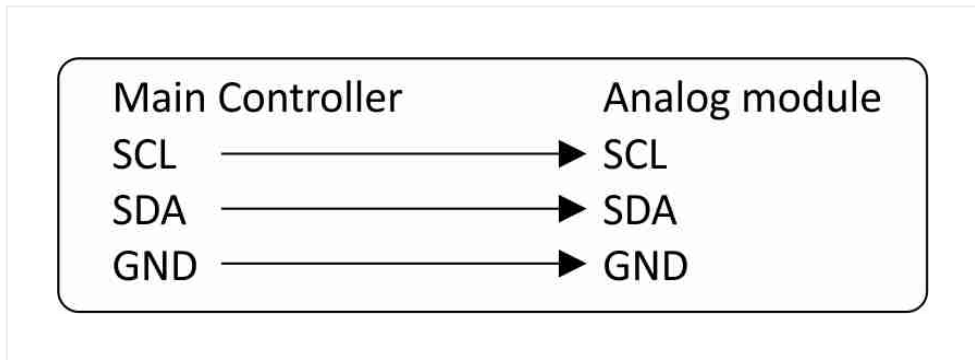 Main Controller Analog module
SCL SCL
SDA SDA
GND GND